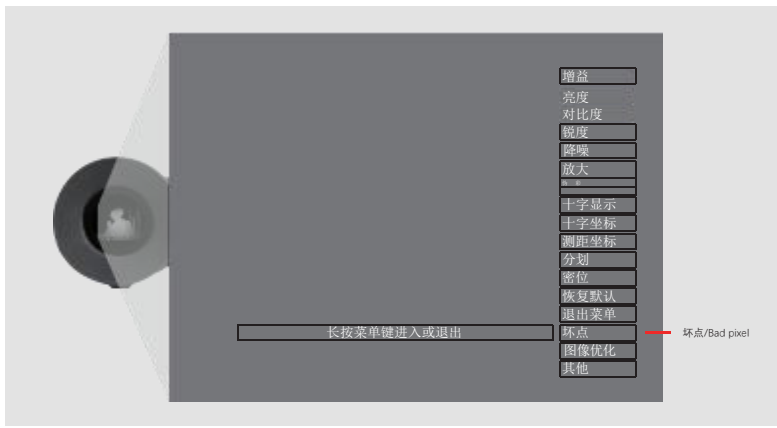 增益
亮度
对比度
锐度
降噪
放大
十字显示
十字坐标
测距坐标
分划
密位
恢复默认
退出菜单
长按菜单键进入或退出
坏点
坏点/Bad pixel
图像优化
其他